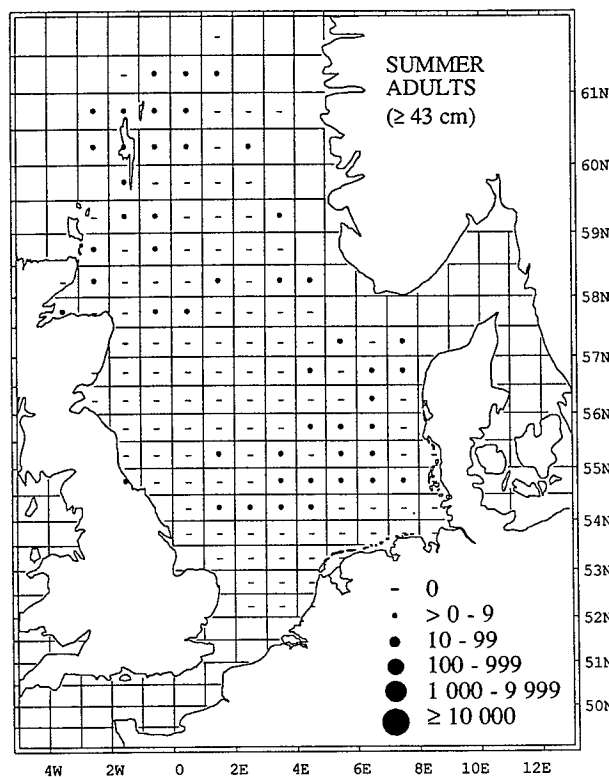 SUMMER
ADULTS
(≥ 43 cm)
61N
60N
59N
58N
57N
56N
55N
54N
53N
52N
51N
50N
- 0
• > 0 - 9
• 10 - 99
● 100 - 999
● 1 000 - 9 999
● ≥ 10 000
4W 2W 0 2E 4E 6E 8E 10E 12E